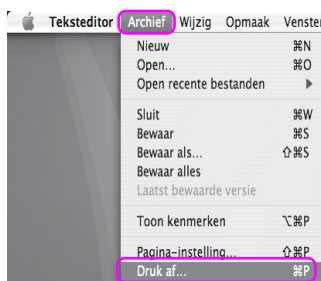 Teksteditor Archief Wijzig Opmaak Venster
Nieuw ⌘N
Open... ⌘O
Open recente bestanden ▶
Sluit ⌘W
Bewaar ⌘S
Bewaar als... ⇧⌘S
Bewaar alles
Laatst bewaarde versie
Toon kenmerken ⌥⌘P
Pagina-instelling... ⇧⌘P
Druk af... ⌘P